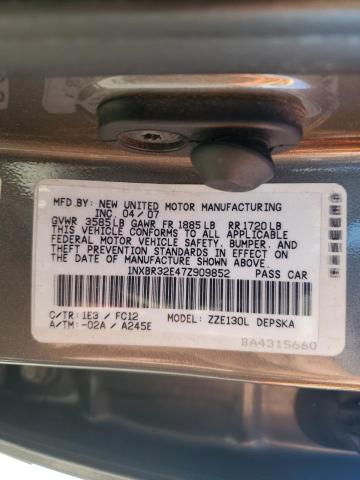 MFD.BY: NEW UNITED MOTOR MANUFACTURING
INC. 04/07
GVWR 3585LB GAWR FR 1885LB RR1720LB
THIS VEHICLE CONFORMS TO ALL APPLICABLE
FEDERAL MOTOR VEHICLE SAFETY, BUMPER, AND
THEFT PREVENTION STANDARDS IN EFFECT ON
THE DATE OF MANUFACTURE SHOWN ABOVE.
1NXBR32E47Z909852 PASS CAR
C/TR: 1E3 / FC12 MODEL: ZZE130L DEPSKA
A/TM: -02A / A245E
BA4315660